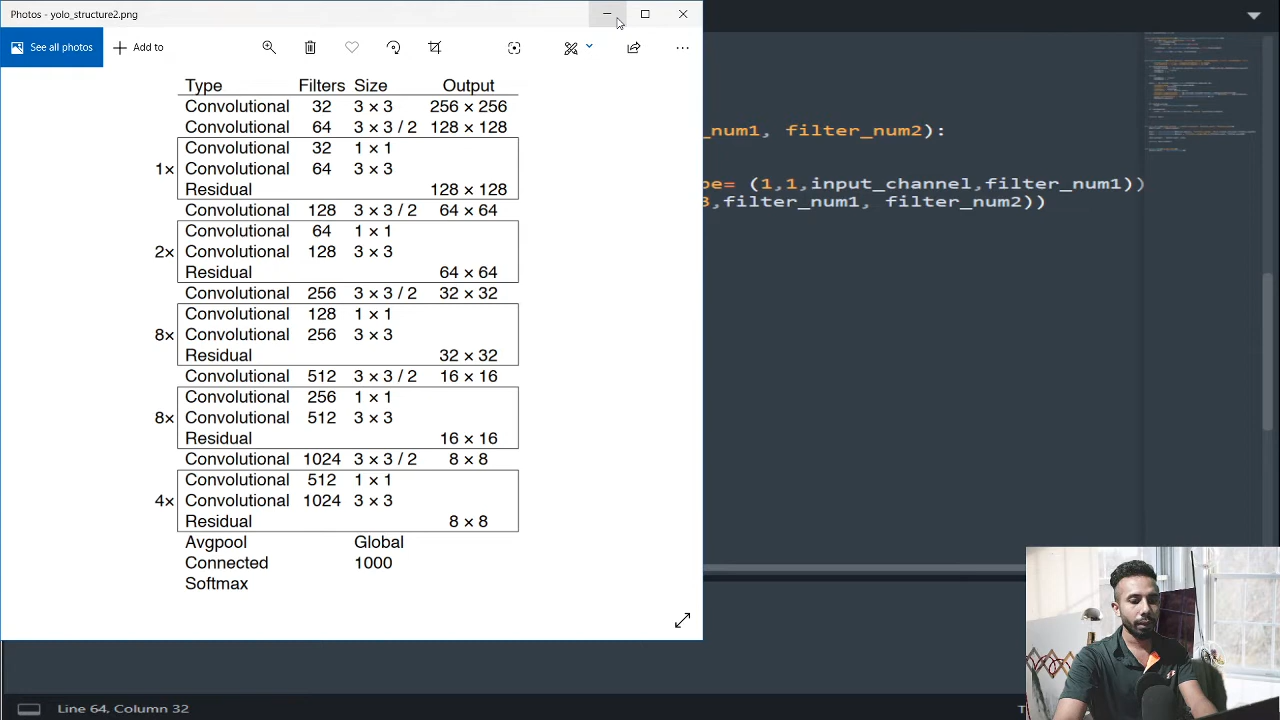 Photos - yolo_structure2.png
See all photos
Add to
Type Filters Size Output
Convolutional 32 3 × 3 256 × 256
Convolutional 64 3 × 3 / 2 128 × 128
Convolutional 32 1 × 1
1× Convolutional 64 3 × 3
Residual 128 × 128
Convolutional 128 3 × 3 / 2 64 × 64
Convolutional 64 1 × 1
2× Convolutional 128 3 × 3
Residual 64 × 64
Convolutional 256 3 × 3 / 2 32 × 32
Convolutional 128 1 × 1
8× Convolutional 256 3 × 3
Residual 32 × 32
Convolutional 512 3 × 3 / 2 16 × 16
Convolutional 256 1 × 1
8× Convolutional 512 3 × 3
Residual 16 × 16
Convolutional 1024 3 × 3 / 2 8 × 8
Convolutional 512 1 × 1
4× Convolutional 1024 3 × 3
Residual 8 × 8
Avgpool Global
Connected 1000
Softmax
_num1, filter_num2):
pe= (1,1,input_channel,filter_num1))
3,filter_num1, filter_num2))
Line 64, Column 32